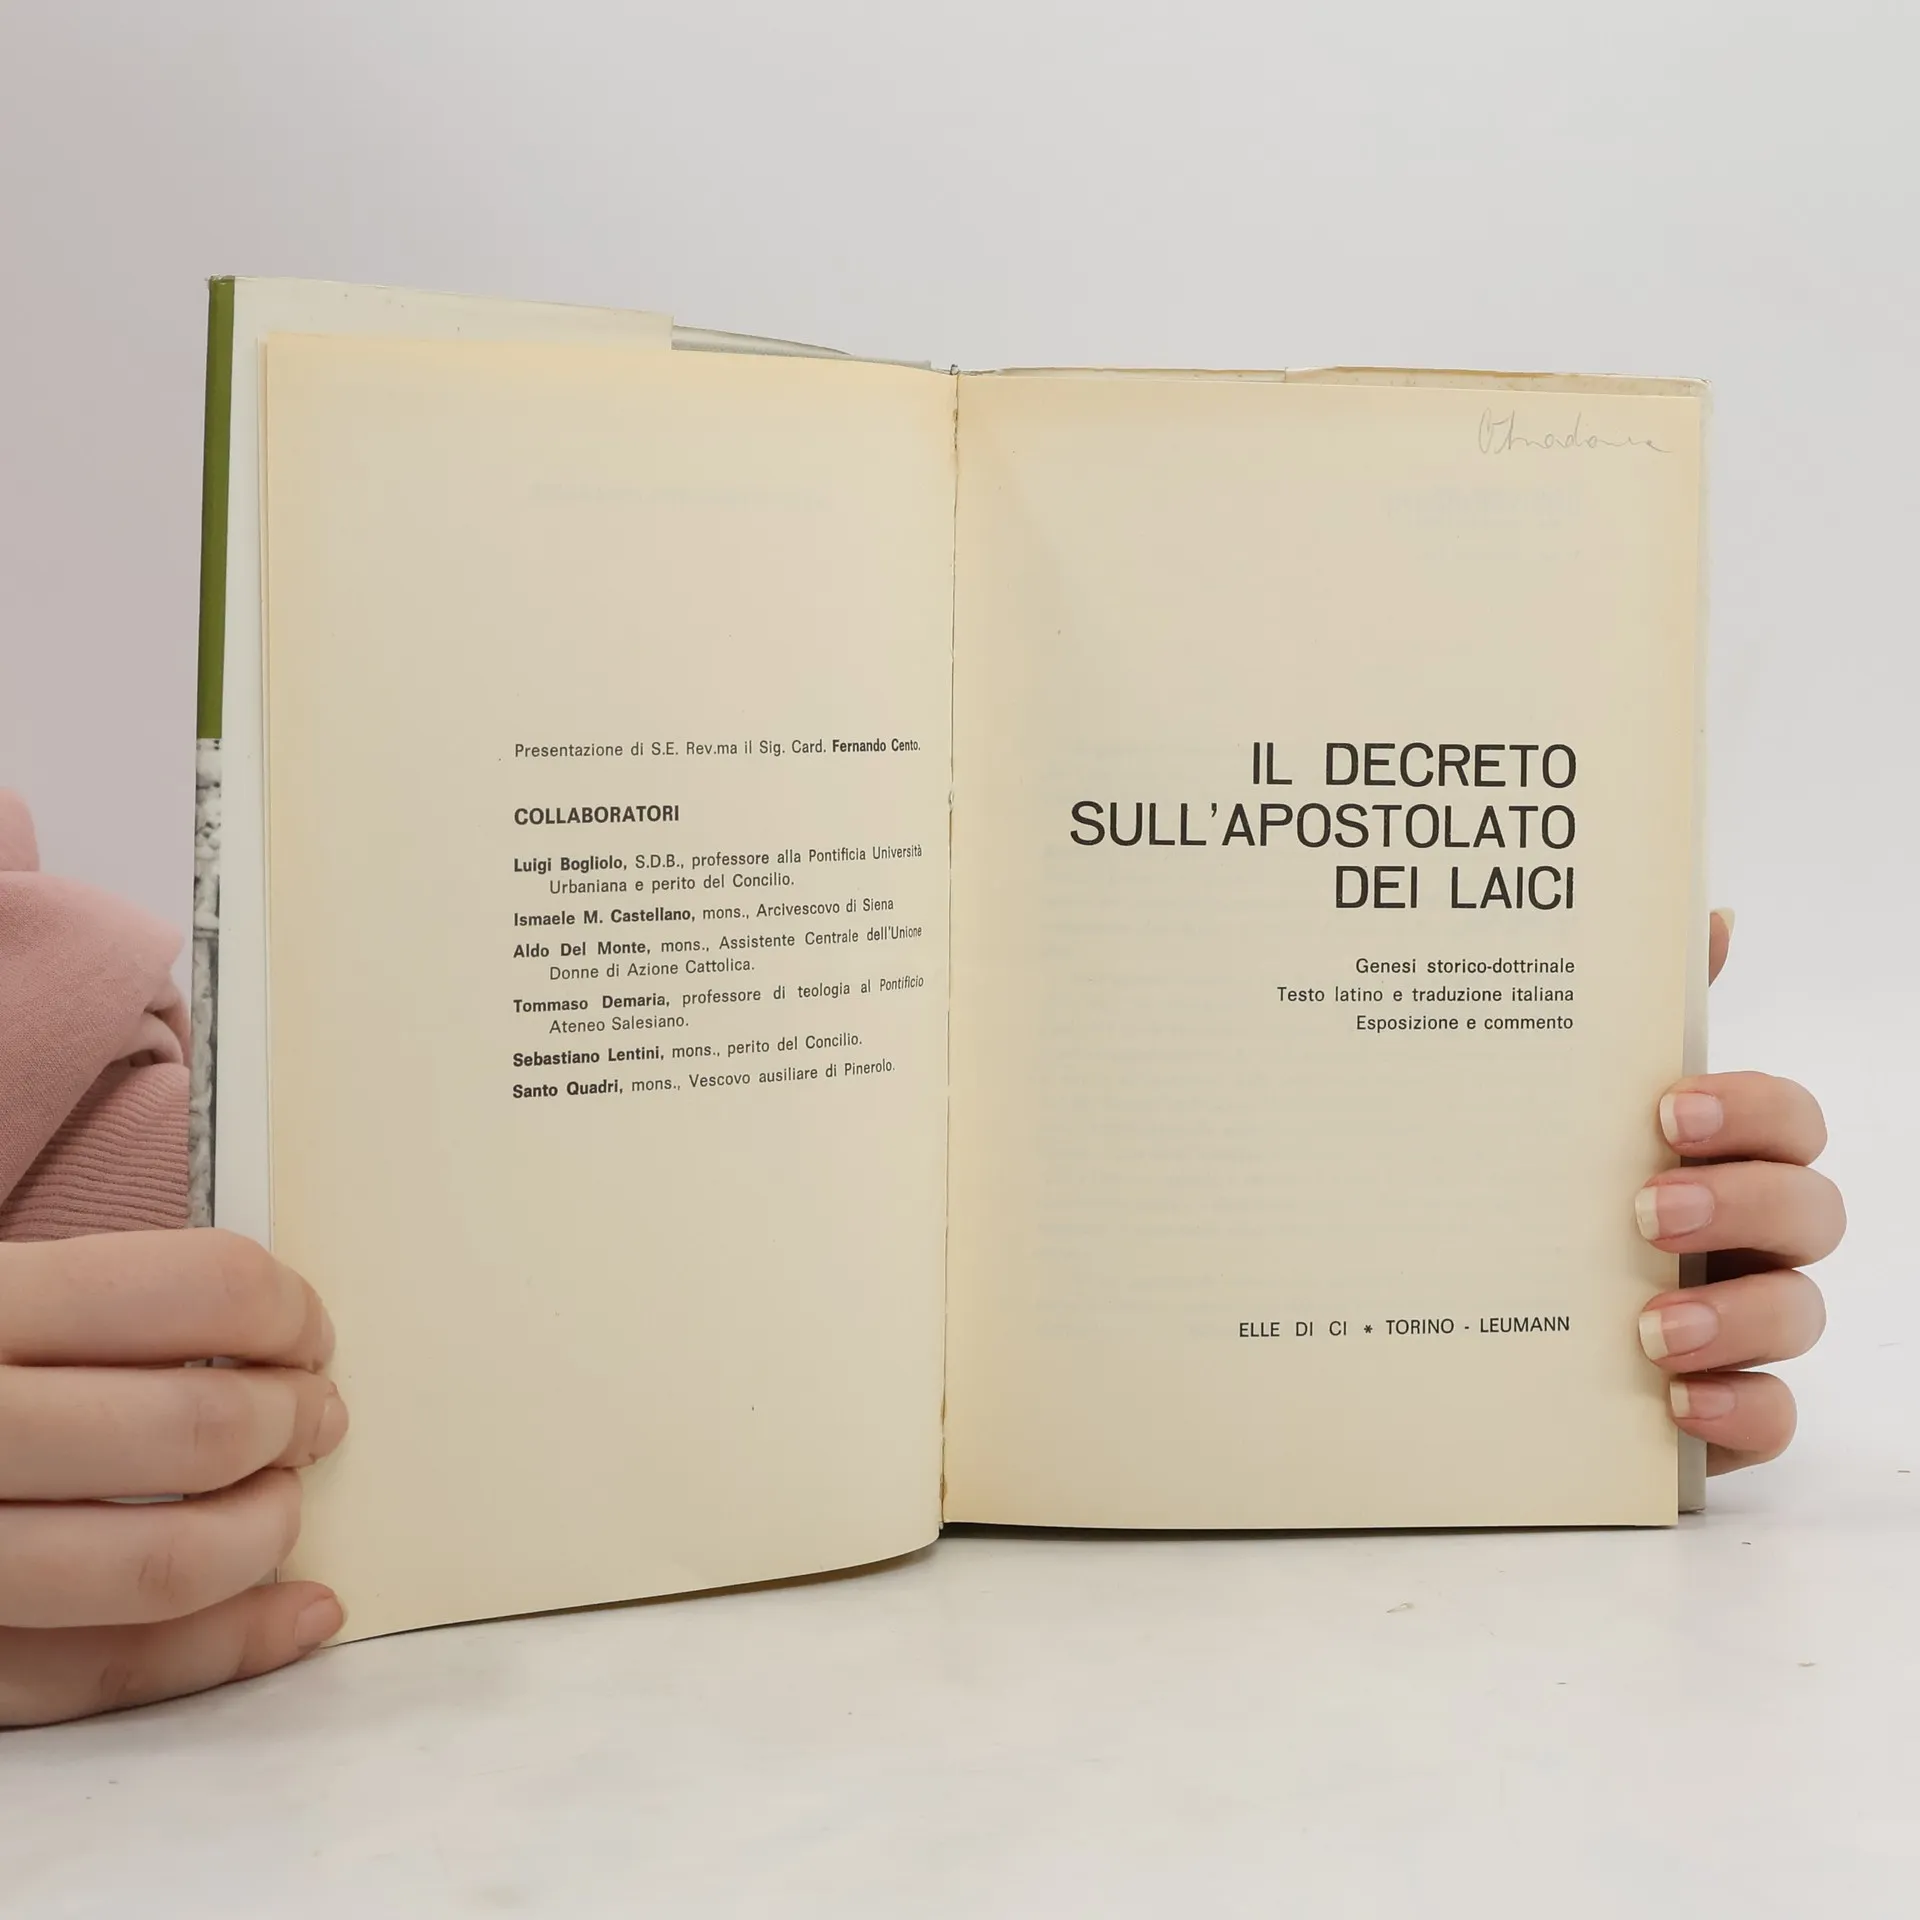 Presentazione di S.E. Rev.ma il Sig. Card. Fernando Cento.
COLLABORATORI
Luigi Bogliolo, S.D.B., professore alla Pontificia Università
Urbaniana e perito del Concilio.
Ismaele M. Castellano, mons., Arcivescovo di Siena
Aldo Del Monte, mons., Assistente Centrale dell'Unione
Donne di Azione Cattolica.
Tommaso Demaria, professore di teologia al Pontificio
Ateneo Salesiano.
Sebastiano Lentini, mons., perito del Concilio.
Santo Quadri, mons., Vescovo ausiliare di Pinerolo.
IL DECRETO
SULL'APOSTOLATO
DEI LAICI
Genesi storico-dottrinale
Testo latino e traduzione italiana
Esposizione e commento
ELLE DI CI * TORINO - LEUMANN